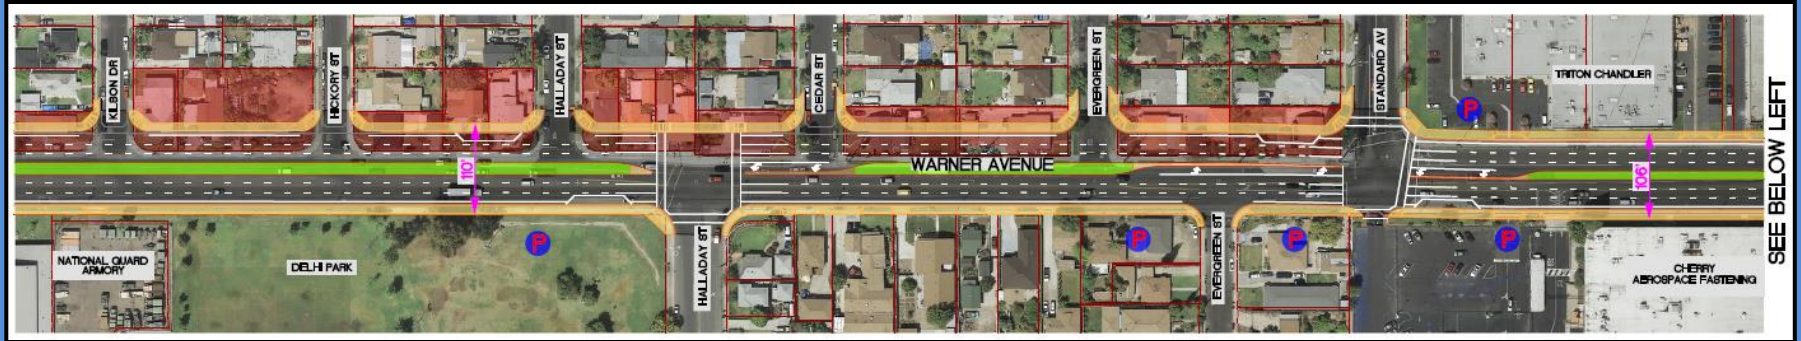 KILSON DR
HICKORY ST
HALLADAY ST
CEDAR ST
EVERGREEN ST
STANDARD AV
TRITON CHANDLER
P
110'
WARNER AVENUE
106'
SEE BELOW LEFT
NATIONAL GUARD
ARMORY
DELHI PARK
P
HALLADAY ST
P
EVERGREEN ST
P
P
CHERRY
AEROSPACE FASTENING